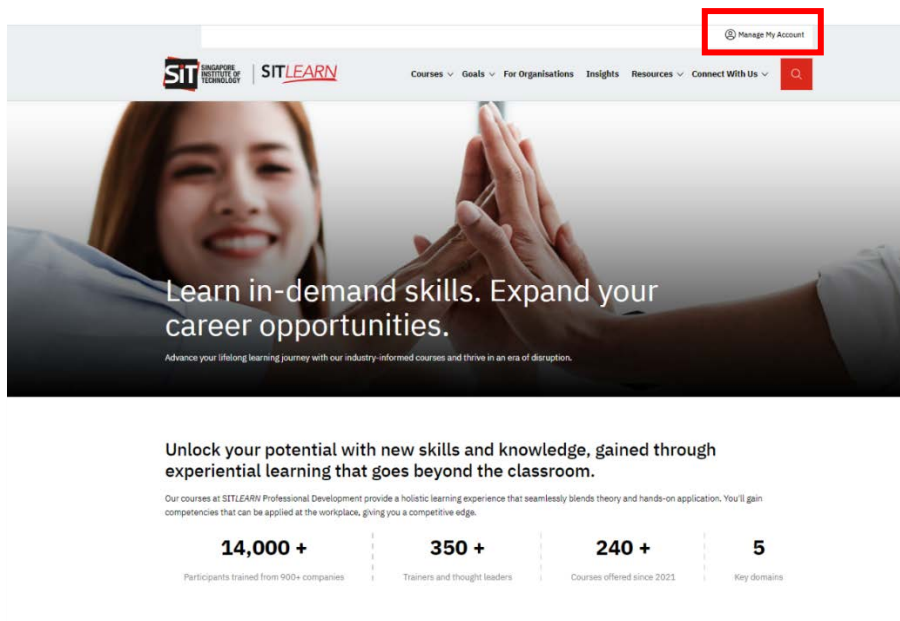 Manage My Account
SiT SINGAPORE INSTITUTE OF TECHNOLOGY SITLEARN
Courses Goals For Organisations Insights Resources Connect With Us
Learn in-demand skills. Expand your
career opportunities.
Advance your lifelong learning journey with our industry-informed courses and thrive in an era of disruption.
Unlock your potential with new skills and knowledge, gained through
experiential learning that goes beyond the classroom.
Our courses at SITLEARN Professional Development provide a holistic learning experience that seamlessly blends theory and hands-on application. You'll gain
competencies that can be applied at the workplace, giving you a competitive edge.
14,000 + 350 + 240 + 5
Participants trained from 900+ companies Trainers and thought leaders Courses offered since 2021 Key domains